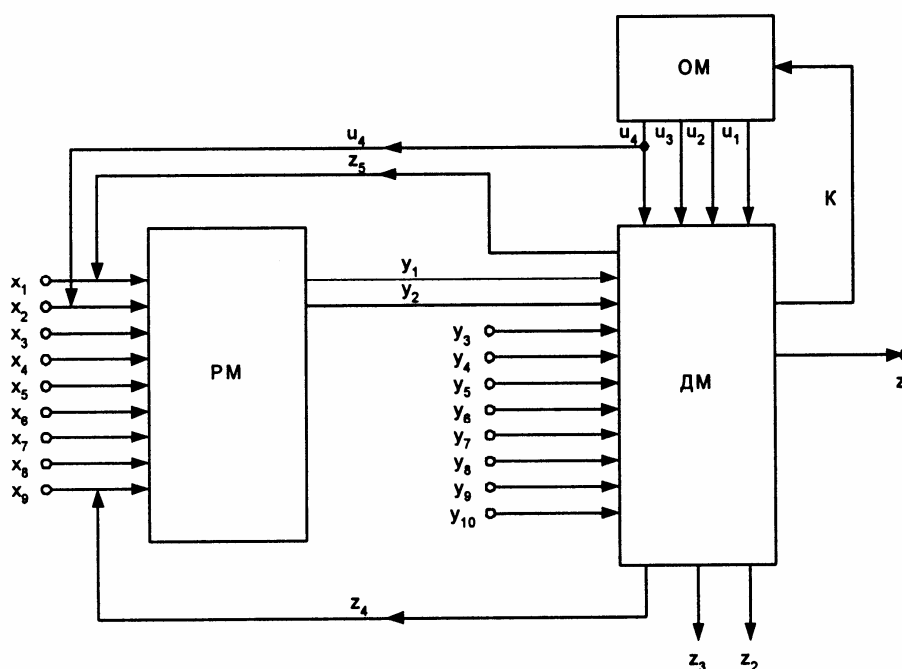 ОМ
u₄ u₃ u₂ u₁
u₄
z₅
К
x₁
x₂
x₃
x₄
x₅
x₆
x₇
x₈
x₉
РМ
y₁
y₂
y₃
y₄
y₅
y₆
y₇
y₈
y₉
y₁₀
ДМ
z₄
z₃ z₂